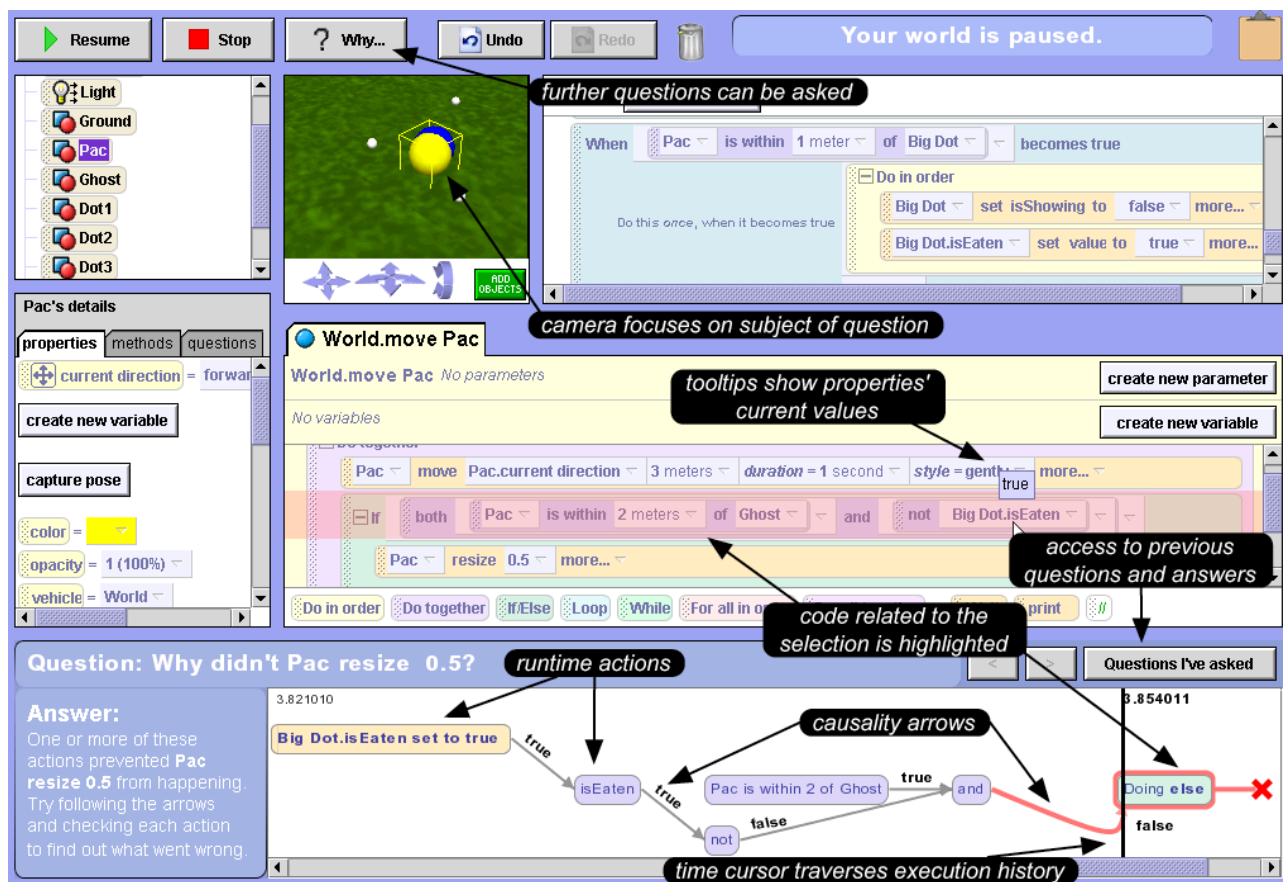 Resume
Stop
? Why...
Undo
Redo
Your world is paused.
further questions can be asked
Light
Ground
Pac
Ghost
Dot1
Dot2
Dot3
ADD
OBJECTS
camera focuses on subject of question
When Pac is within 1 meter of Big Dot becomes true
Do this once, when it becomes true
Do in order
Big Dot set isShowing to false more...
Big Dot.isEaten set value to true more...
Pac's details
properties methods questions
current direction = forwar
create new variable
capture pose
color =
opacity = 1 (100%)
vehicle = World
World.move Pac
World.move Pac No parameters
create new parameter
No variables
create new variable
tooltips show properties'
current values
Do together
Pac move Pac.current direction 3 meters duration = 1 second style = gently more...
true
If both Pac is within 2 meters of Ghost and not Big Dot.isEaten
Pac resize 0.5 more...
access to previous
questions and answers
Do in order Do together If/Else Loop While For all in o print //
code related to the
selection is highlighted
Question: Why didn't Pac resize 0.5?
runtime actions
< >
Questions I've asked
Answer:
One or more of these
actions prevented Pac
resize 0.5 from happening.
Try following the arrows
and checking each action
to find out what went wrong.
3.821010
3.854011
Big Dot.isEaten set to true
true
causality arrows
isEaten
true
Pac is within 2 of Ghost
true
and
Doing else
not
false
false
time cursor traverses execution history